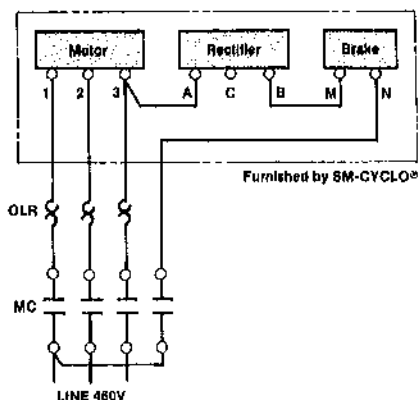 Motor Rectifier Brake
1 2 3 A C B M N
Furnished by SM-CYCLO®
OLR
MC
LINE 460V